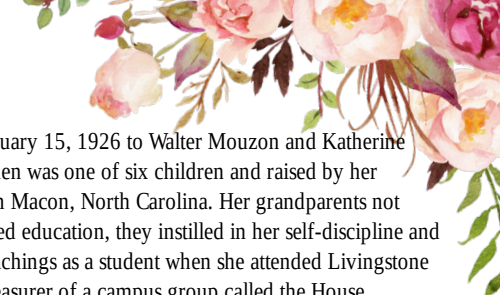 uary 15, 1926 to Walter Mouzon and Katherine
en was one of six children and raised by her
Macon, North Carolina. Her grandparents not
ed education, they instilled in her self-discipline and
chings as a student when she attended Livingstone
easurer of a campus group called the House